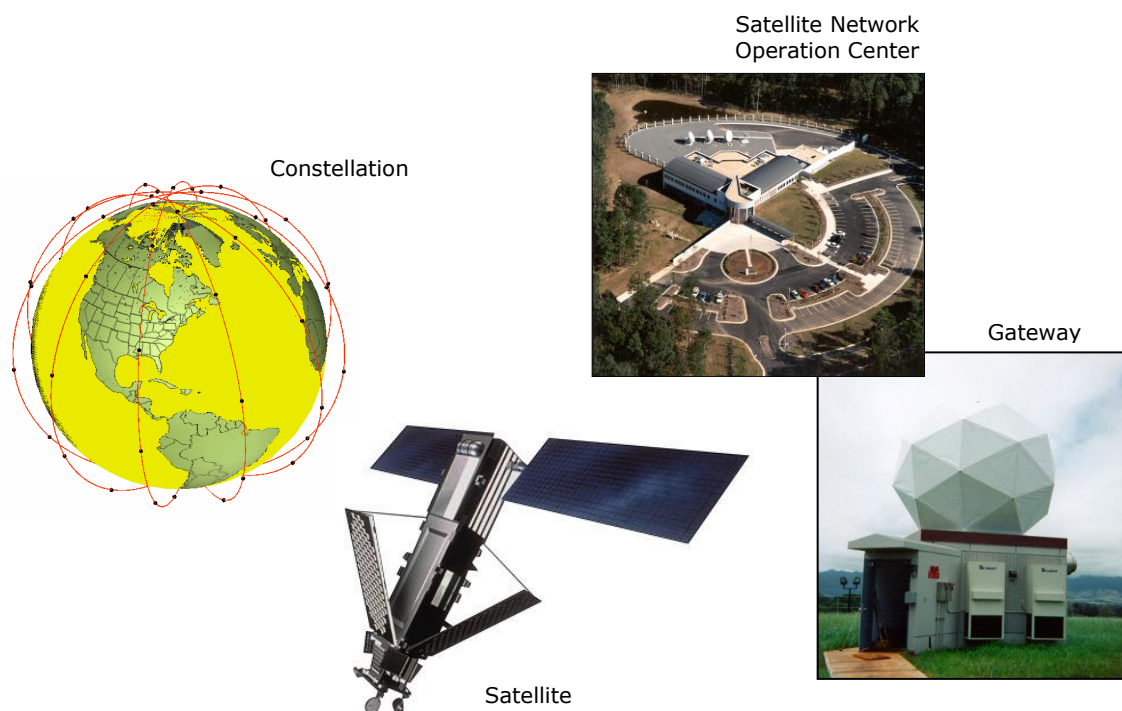 Satellite Network
Operation Center
Constellation
Gateway
Satellite